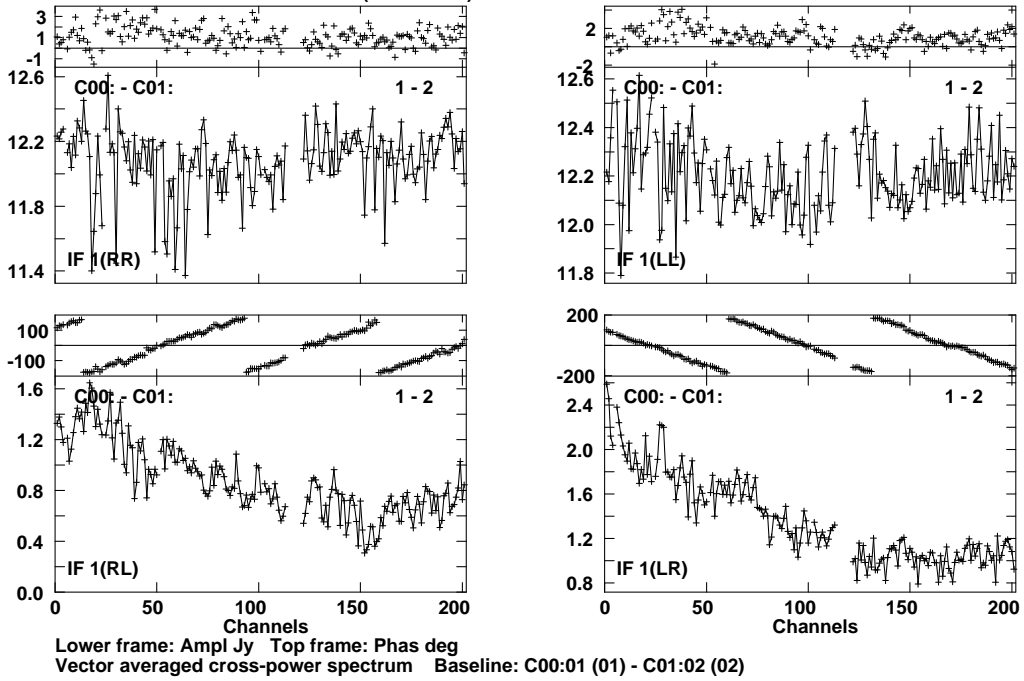 3
1
-1
12.6
C00: - C01:
1 - 2
12.2
11.8
11.4
IF 1(RR)
2
-2
12.6
C00: - C01:
1 - 2
12.4
12.2
12.0
11.8
IF 1(LL)
100
-100
1.6
C00: - C01:
1 - 2
1.2
0.8
0.4
0.0
IF 1(RL)
0
50
100
150
200
Channels
200
0
-200
2.4
C00: - C01:
1 - 2
2.0
1.6
1.2
0.8
IF 1(LR)
0
50
100
150
200
Channels
Lower frame: Ampl Jy Top frame: Phas deg
Vector averaged cross-power spectrum Baseline: C00:01 (01) - C01:02 (02)